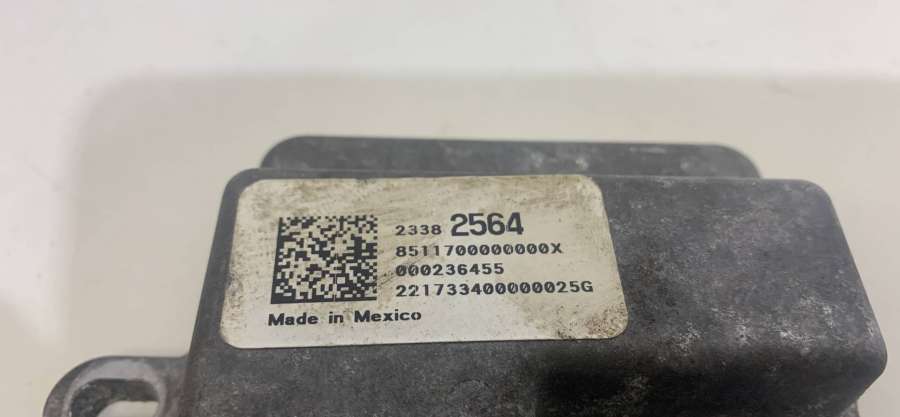 2338 2564
8511700000000X
000236455
221733400000025G
Made in Mexico